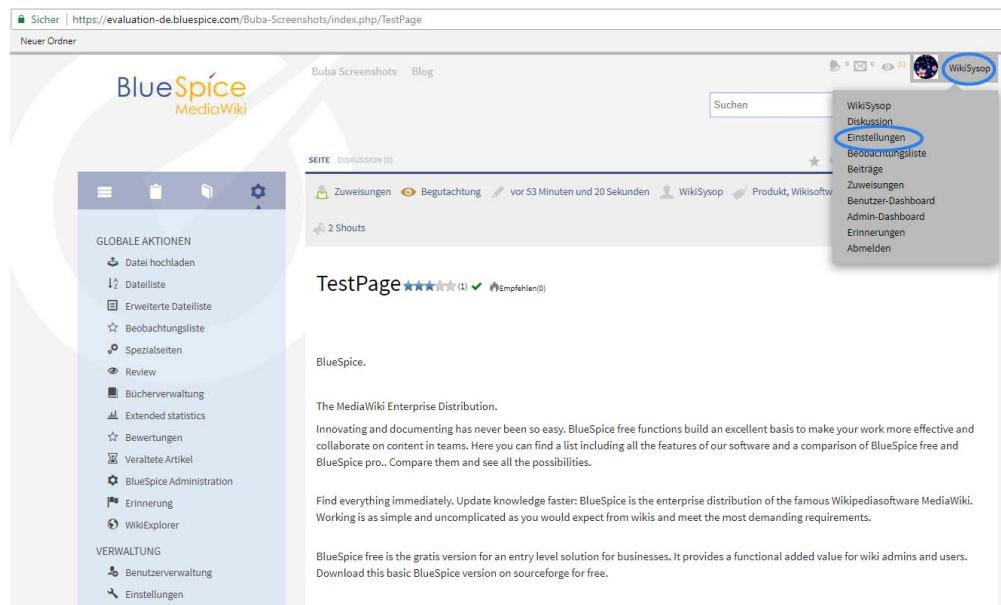 Sicher | https://evaluation-de.bluespice.com/Buba-Screenshots/index.php/TestPage
Neuer Ordner
BlueSpice
MediaWiki
Buba Screenshots Blog
0 0 21 WikiSysop
Suchen
WikiSysop
Diskussion
Einstellungen
Beobachtungsliste
Beiträge
Zuweisungen
Benutzer-Dashboard
Admin-Dashboard
Erinnerungen
Abmelden
SEITE DISKUSSION (0)
Zuweisungen Begutachtung vor 53 Minuten und 20 Sekunden WikiSysop Produkt, Wikisoftw
2 Shouts
GLOBALE AKTIONEN
Datei hochladen
Dateiliste
Erweiterte Dateiliste
Beobachtungsliste
Spezialseiten
Review
Bücherverwaltung
Extended statistics
Bewertungen
Veraltete Artikel
BlueSpice Administration
Erinnerung
WikiExplorer
VERWALTUNG
Benutzerverwaltung
Einstellungen
TestPage (1) Empfehlen(0)
BlueSpice.
The MediaWiki Enterprise Distribution.
Innovating and documenting has never been so easy. BlueSpice free functions build an excellent basis to make your work more effective and
collaborate on content in teams. Here you can find a list including all the features of our software and a comparison of BlueSpice free and
BlueSpice pro.. Compare them and see all the possibilities.
Find everything immediately. Update knowledge faster: BlueSpice is the enterprise distribution of the famous Wikipediasoftware MediaWiki.
Working is as simple and uncomplicated as you would expect from wikis and meet the most demanding requirements.
BlueSpice free is the gratis version for an entry level solution for businesses. It provides a functional added value for wiki admins and users.
Download this basic BlueSpice version on sourceforge for free.